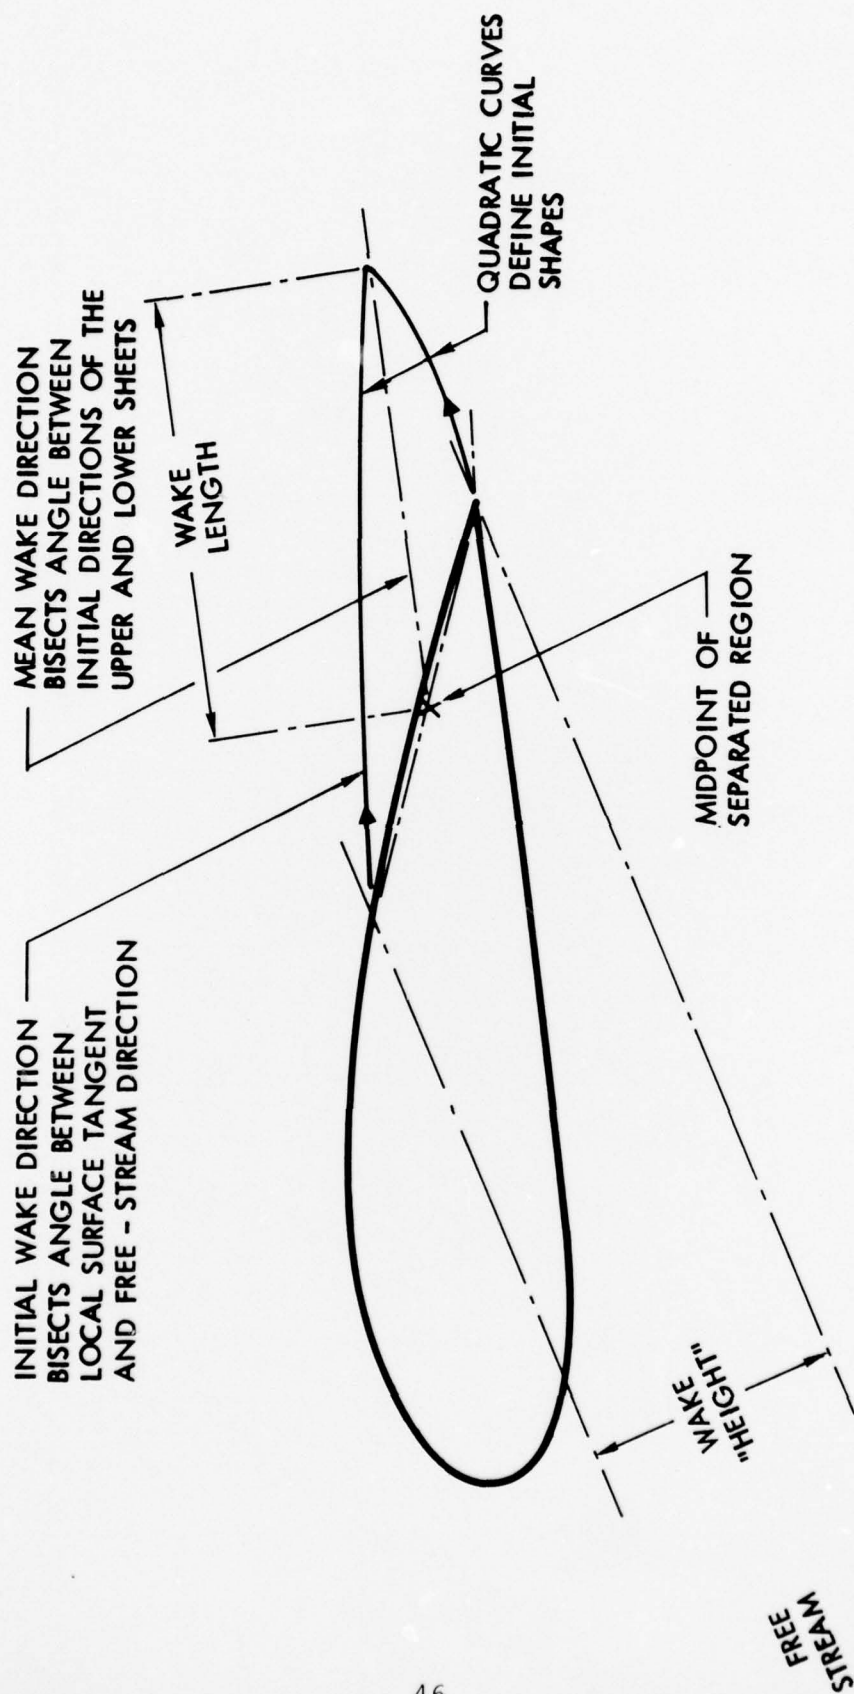 INITIAL WAKE DIRECTION
BISECTS ANGLE BETWEEN
LOCAL SURFACE TANGENT
AND FREE - STREAM DIRECTION
MEAN WAKE DIRECTION
BISECTS ANGLE BETWEEN
INITIAL DIRECTIONS OF THE
UPPER AND LOWER SHEETS
WAKE
LENGTH
QUADRATIC CURVES
DEFINE INITIAL
SHAPES
MIDPOINT OF
SEPARATED REGION
WAKE
"HEIGHT"
FREE
STREAM